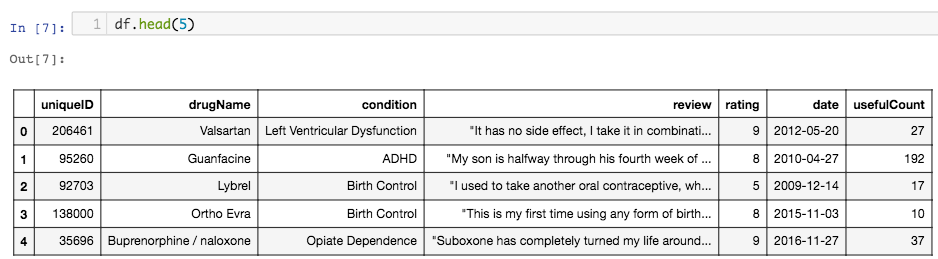 In [7]: 1 df.head(5)
Out[7]:
uniqueID drugName condition review rating date usefulCount
0 206461 Valsartan Left Ventricular Dysfunction "It has no side effect, I take it in combinati... 9 2012-05-20 27
1 95260 Guanfacine ADHD "My son is halfway through his fourth week of ... 8 2010-04-27 192
2 92703 Lybrel Birth Control "I used to take another oral contraceptive, wh... 5 2009-12-14 17
3 138000 Ortho Evra Birth Control "This is my first time using any form of birth... 8 2015-11-03 10
4 35696 Buprenorphine / naloxone Opiate Dependence "Suboxone has completely turned my life around... 9 2016-11-27 37